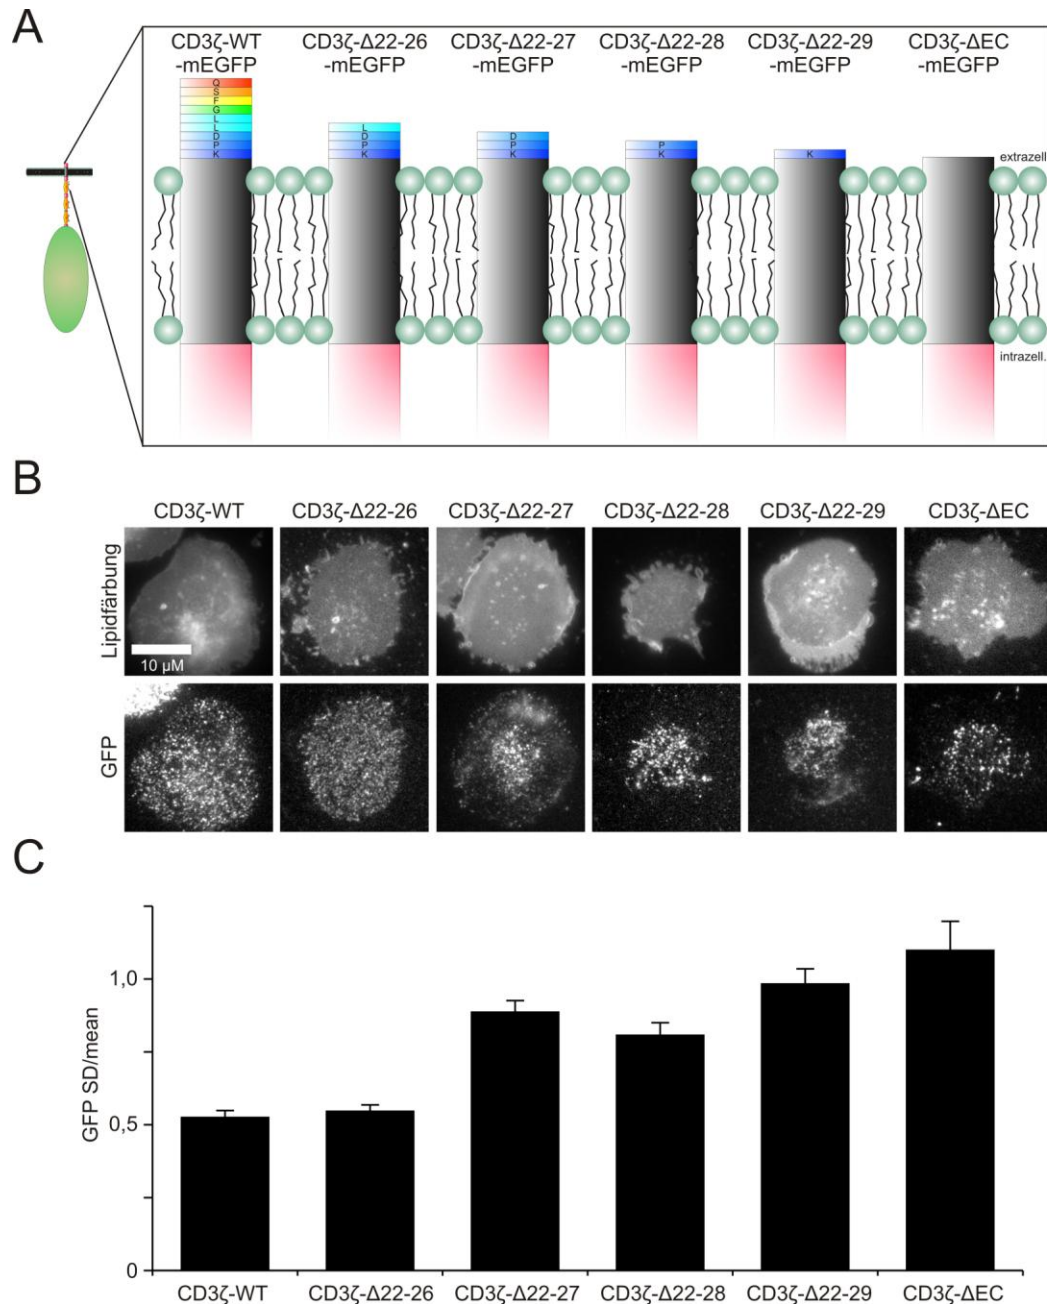 A
CD3ζ-WT
-mEGFP
CD3ζ-Δ22-26
-mEGFP
CD3ζ-Δ22-27
-mEGFP
CD3ζ-Δ22-28
-mEGFP
CD3ζ-Δ22-29
-mEGFP
CD3ζ-ΔEC
-mEGFP
Q
S
F
G
L
L
D
P
K
L
D
P
K
D
P
K
P
K
K
extrazell
intrazell.
B
CD3ζ-WT CD3ζ-Δ22-26 CD3ζ-Δ22-27 CD3ζ-Δ22-28 CD3ζ-Δ22-29 CD3ζ-ΔEC
Lipidfärbung
10 µM
GFP
C
GFP SD/mean
1,0
0,5
0
CD3ζ-WT CD3ζ-Δ22-26 CD3ζ-Δ22-27 CD3ζ-Δ22-28 CD3ζ-Δ22-29 CD3ζ-ΔEC